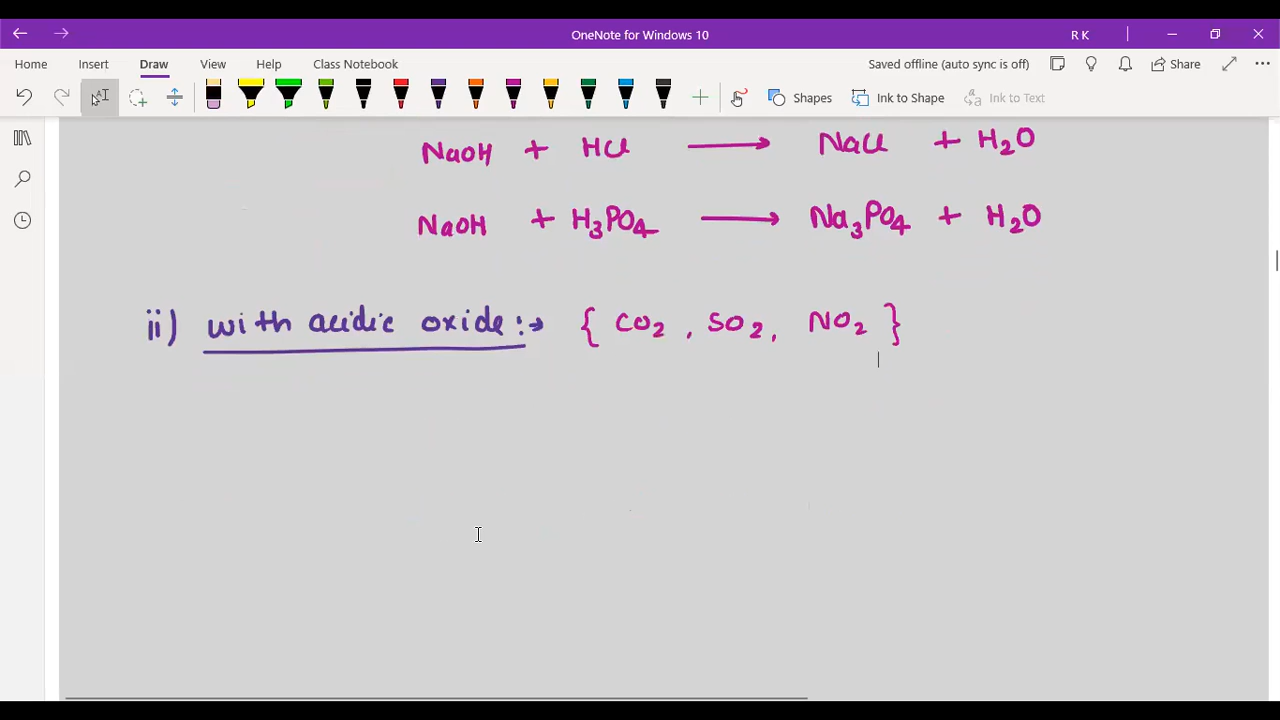 OneNote for Windows 10
R K
Home Insert Draw View Help Class Notebook Saved offline (auto sync is off) Share
Shapes Ink to Shape Ink to Text
NaOH + HCl ⟶ NaCl + H₂O
NaOH + H₃PO₄ ⟶ Na₃PO₄ + H₂O
ii) with acidic oxide :→ { CO₂ , SO₂, NO₂ }